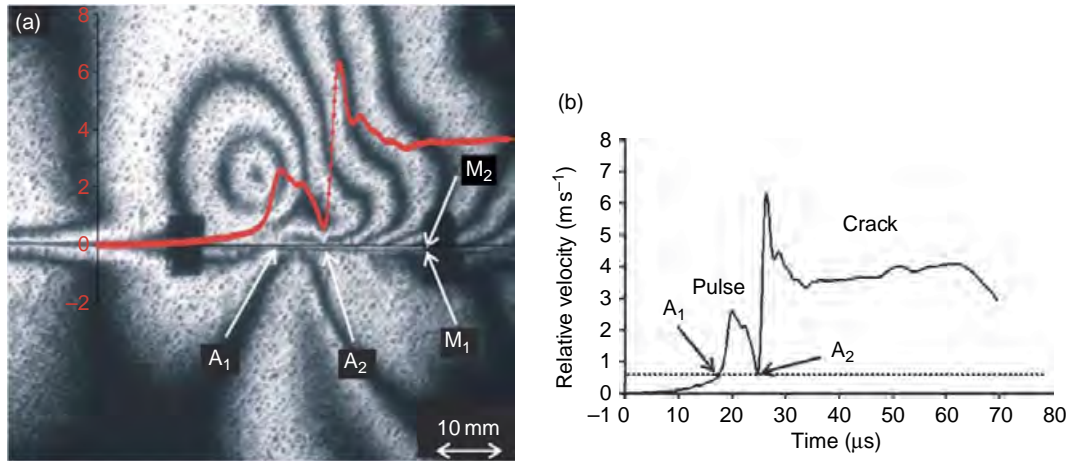 (a)
8
6
4
2
0
−2
M₂
A₁
A₂
M₁
10 mm
(b)
Relative velocity (m s⁻¹)
8
7
6
5
4
3
2
1
0
−1
Pulse
Crack
A₁
A₂
0 10 20 30 40 50 60 70 80
Time (μs)